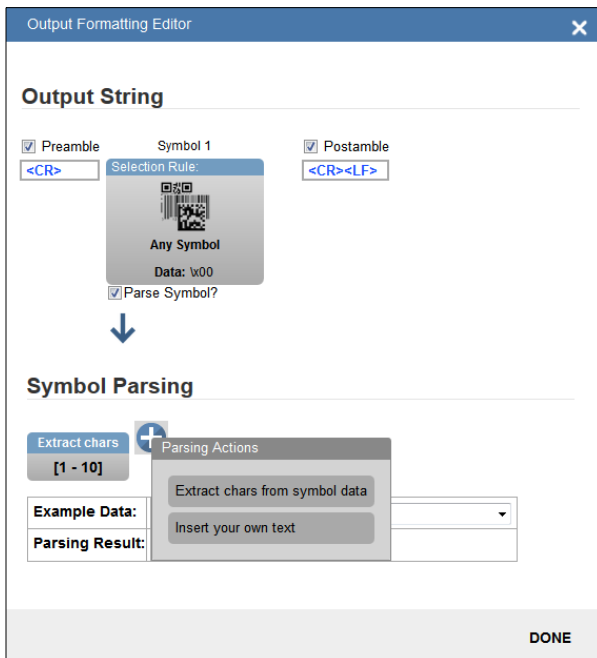 Output Formatting Editor
Output String
Preamble Symbol 1 Postamble
<CR> Selection Rule: <CR><LF>
Any Symbol
Data: \x00
Parse Symbol?
Symbol Parsing
Extract chars
[1 - 10]
Parsing Actions
Extract chars from symbol data
Insert your own text
Example Data:
Parsing Result:
DONE